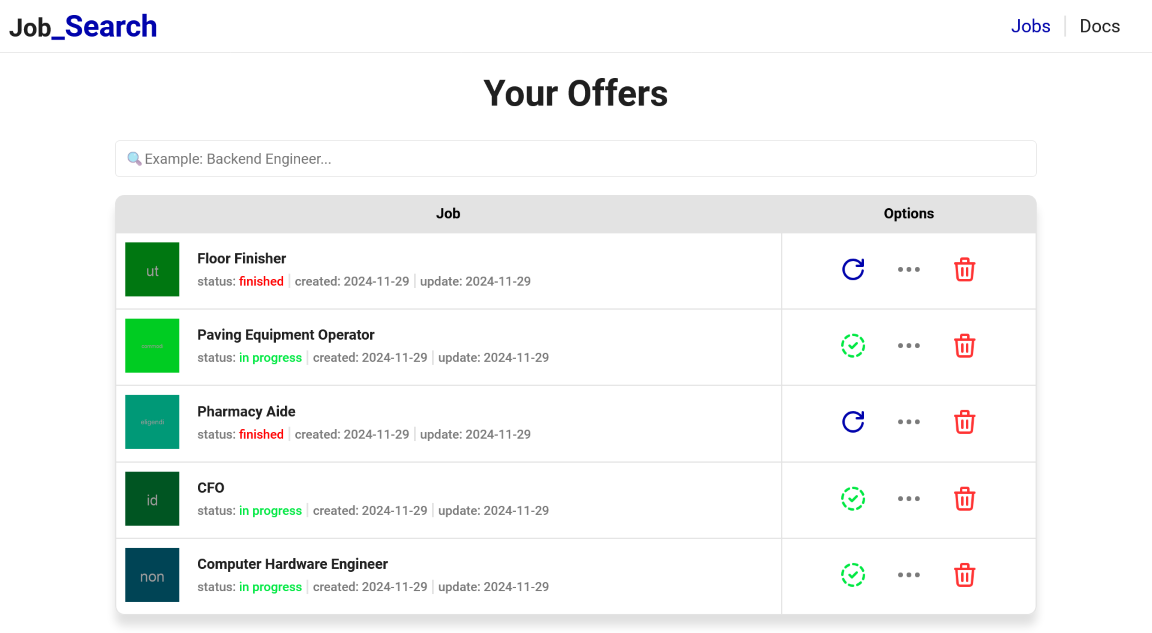 Job_Search
Jobs
Docs
Your Offers
🔍Example: Backend Engineer...
Job
Options
ut
Floor Finisher
status: finished | created: 2024-11-29 | update: 2024-11-29
Paving Equipment Operator
status: in progress | created: 2024-11-29 | update: 2024-11-29
eligendi
Pharmacy Aide
status: finished | created: 2024-11-29 | update: 2024-11-29
id
CFO
status: in progress | created: 2024-11-29 | update: 2024-11-29
non
Computer Hardware Engineer
status: in progress | created: 2024-11-29 | update: 2024-11-29